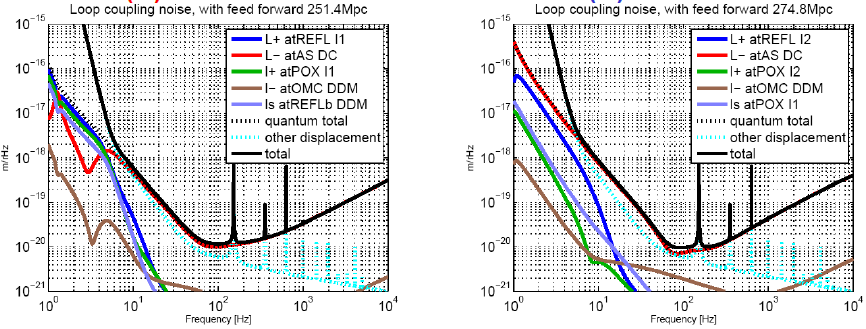 Loop coupling noise, with feed forward 251.4Mpc
m/rHz
10^-15
10^-16
10^-17
10^-18
10^-19
10^-20
10^-21
L+ atREFL I1
L− atAS DC
l+ atPOX I1
l− atOMC DDM
ls atREFLb DDM
quantum total
other displacement
total
10^0 10^1 10^2 10^3 10^4
Frequency [Hz]
Loop coupling noise, with feed forward 274.8Mpc
m/rHz
10^-15
10^-16
10^-17
10^-18
10^-19
10^-20
10^-21
L+ atREFL I2
L− atAS DC
l+ atPOX I2
l− atOMC DDM
ls atPOX I1
quantum total
other displacement
total
10^0 10^1 10^2 10^3 10^4
Frequency [Hz]